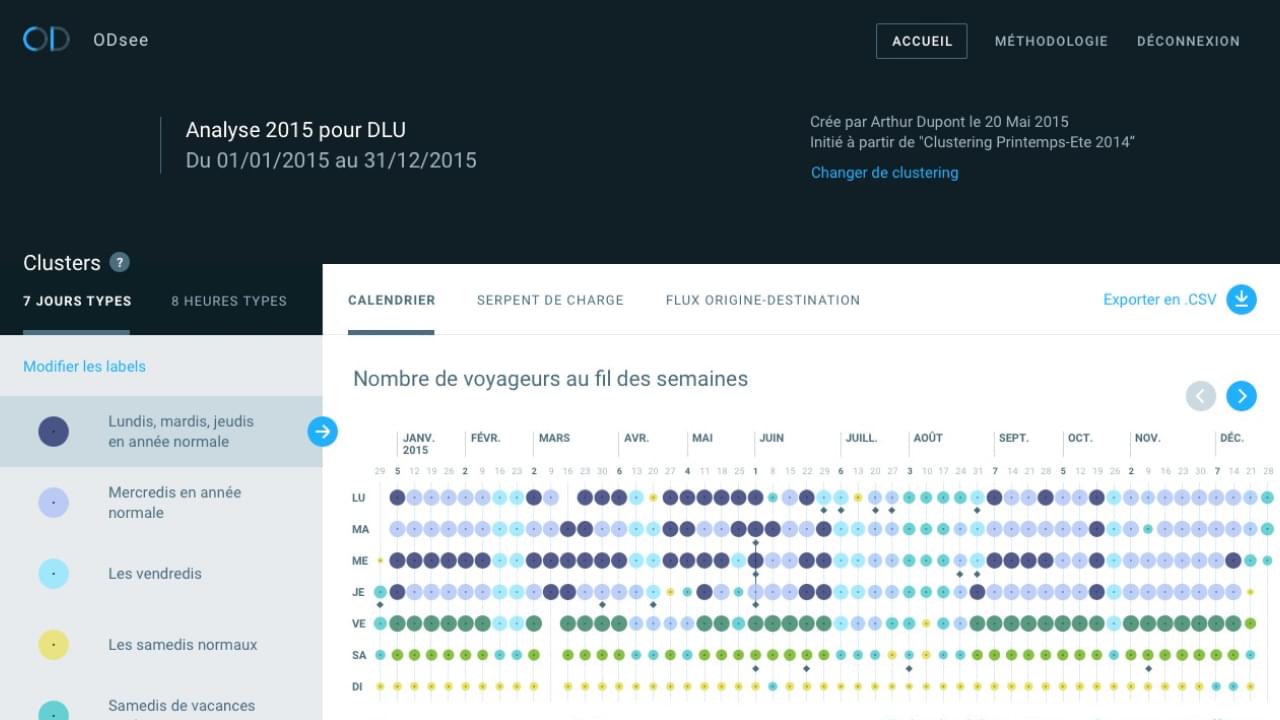 OD ODsee
ACCUEIL MÉTHODOLOGIE DÉCONNEXION
Analyse 2015 pour DLU
Du 01/01/2015 au 31/12/2015
Crée par Arthur Dupont le 20 Mai 2015
Initié à partir de "Clustering Printemps-Ete 2014”
Changer de clustering
Clusters ?
7 JOURS TYPES 8 HEURES TYPES
CALENDRIER SERPENT DE CHARGE FLUX ORIGINE-DESTINATION
Exporter en .CSV
Modifier les labels
Lundis, mardis, jeudis
en année normale
Mercredis en année
normale
Les vendredis
Les samedis normaux
Samedis de vacances
Nombre de voyageurs au fil des semaines
JANV. FÉVR. MARS AVR. MAI JUIN JUILL. AOÛT SEPT. OCT. NOV. DÉC.
2015
29 5 12 19 26 2 9 16 23 2 9 16 23 30 6 13 20 27 4 11 18 25 1 8 15 22 29 6 13 20 27 3 10 17 24 31 7 14 21 28 5 12 19 26 2 9 16 23 30 7 14 21 28
LU
MA
ME
JE
VE
SA
DI